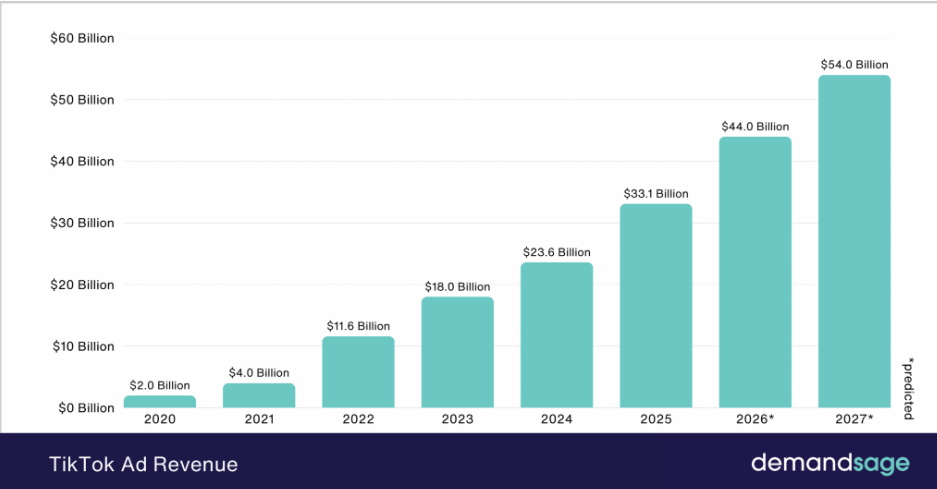 $60 Billion
$50 Billion
$40 Billion
$30 Billion
$20 Billion
$10 Billion
$0 Billion
$2.0 Billion
$4.0 Billion
$11.6 Billion
$18.0 Billion
$23.6 Billion
$33.1 Billion
$44.0 Billion
$54.0 Billion
2020 2021 2022 2023 2024 2025 2026* 2027*
*predicted
TikTok Ad Revenue
demandsage